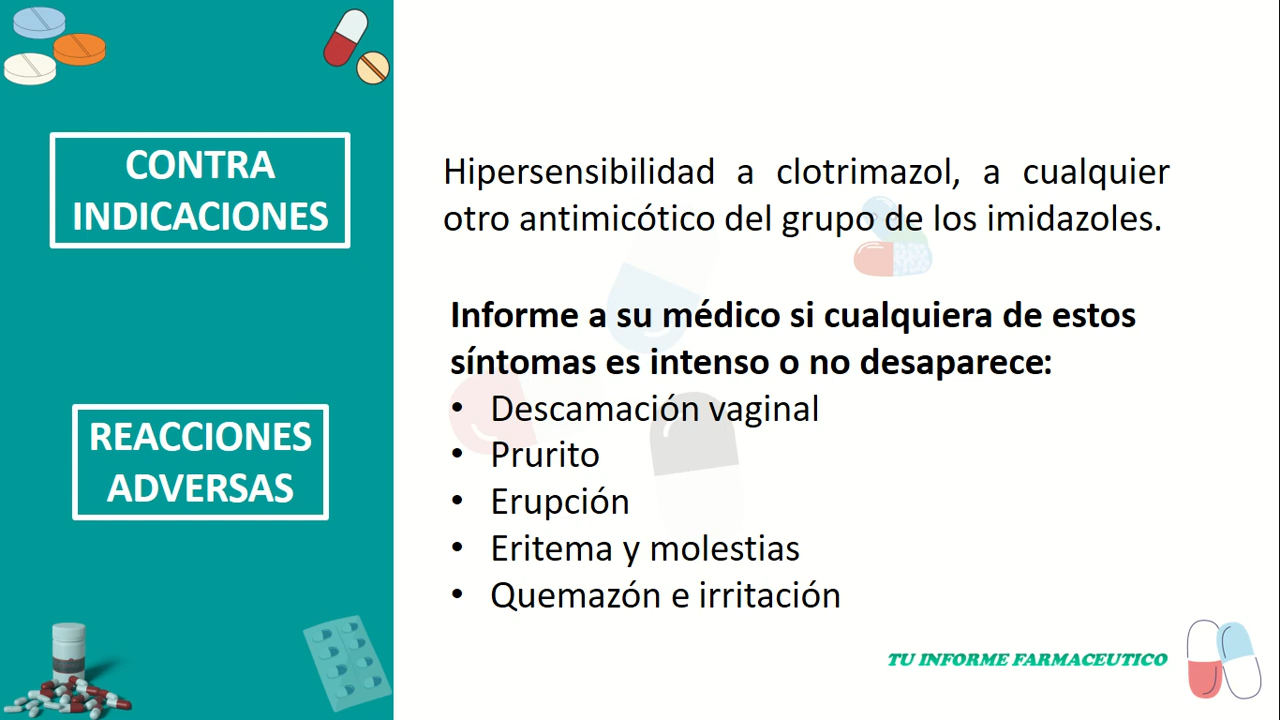 CONTRA
INDICACIONES
Hipersensibilidad a clotrimazol, a cualquier
otro antimicótico del grupo de los imidazoles.
REACCIONES
ADVERSAS
Informe a su médico si cualquiera de estos
síntomas es intenso o no desaparece:
• Descamación vaginal
• Prurito
• Erupción
• Eritema y molestias
• Quemazón e irritación
TU INFORME FARMACEUTICO